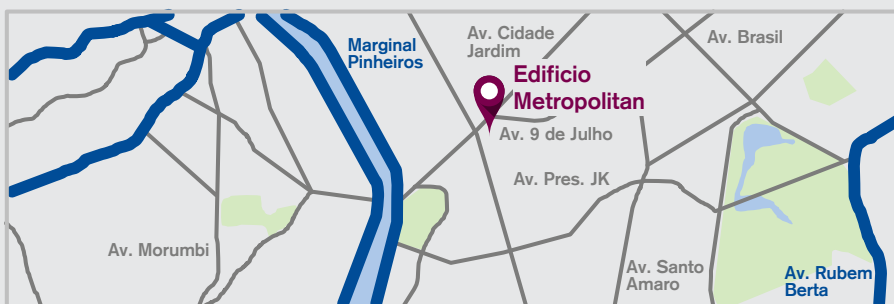 Av. Cidade
Jardim
Av. Brasil
Marginal
Pinheiros
Edificio
Metropolitan
Av. 9 de Julho
Av. Pres. JK
Av. Morumbi
Av. Santo
Amaro
Av. Rubem
Berta